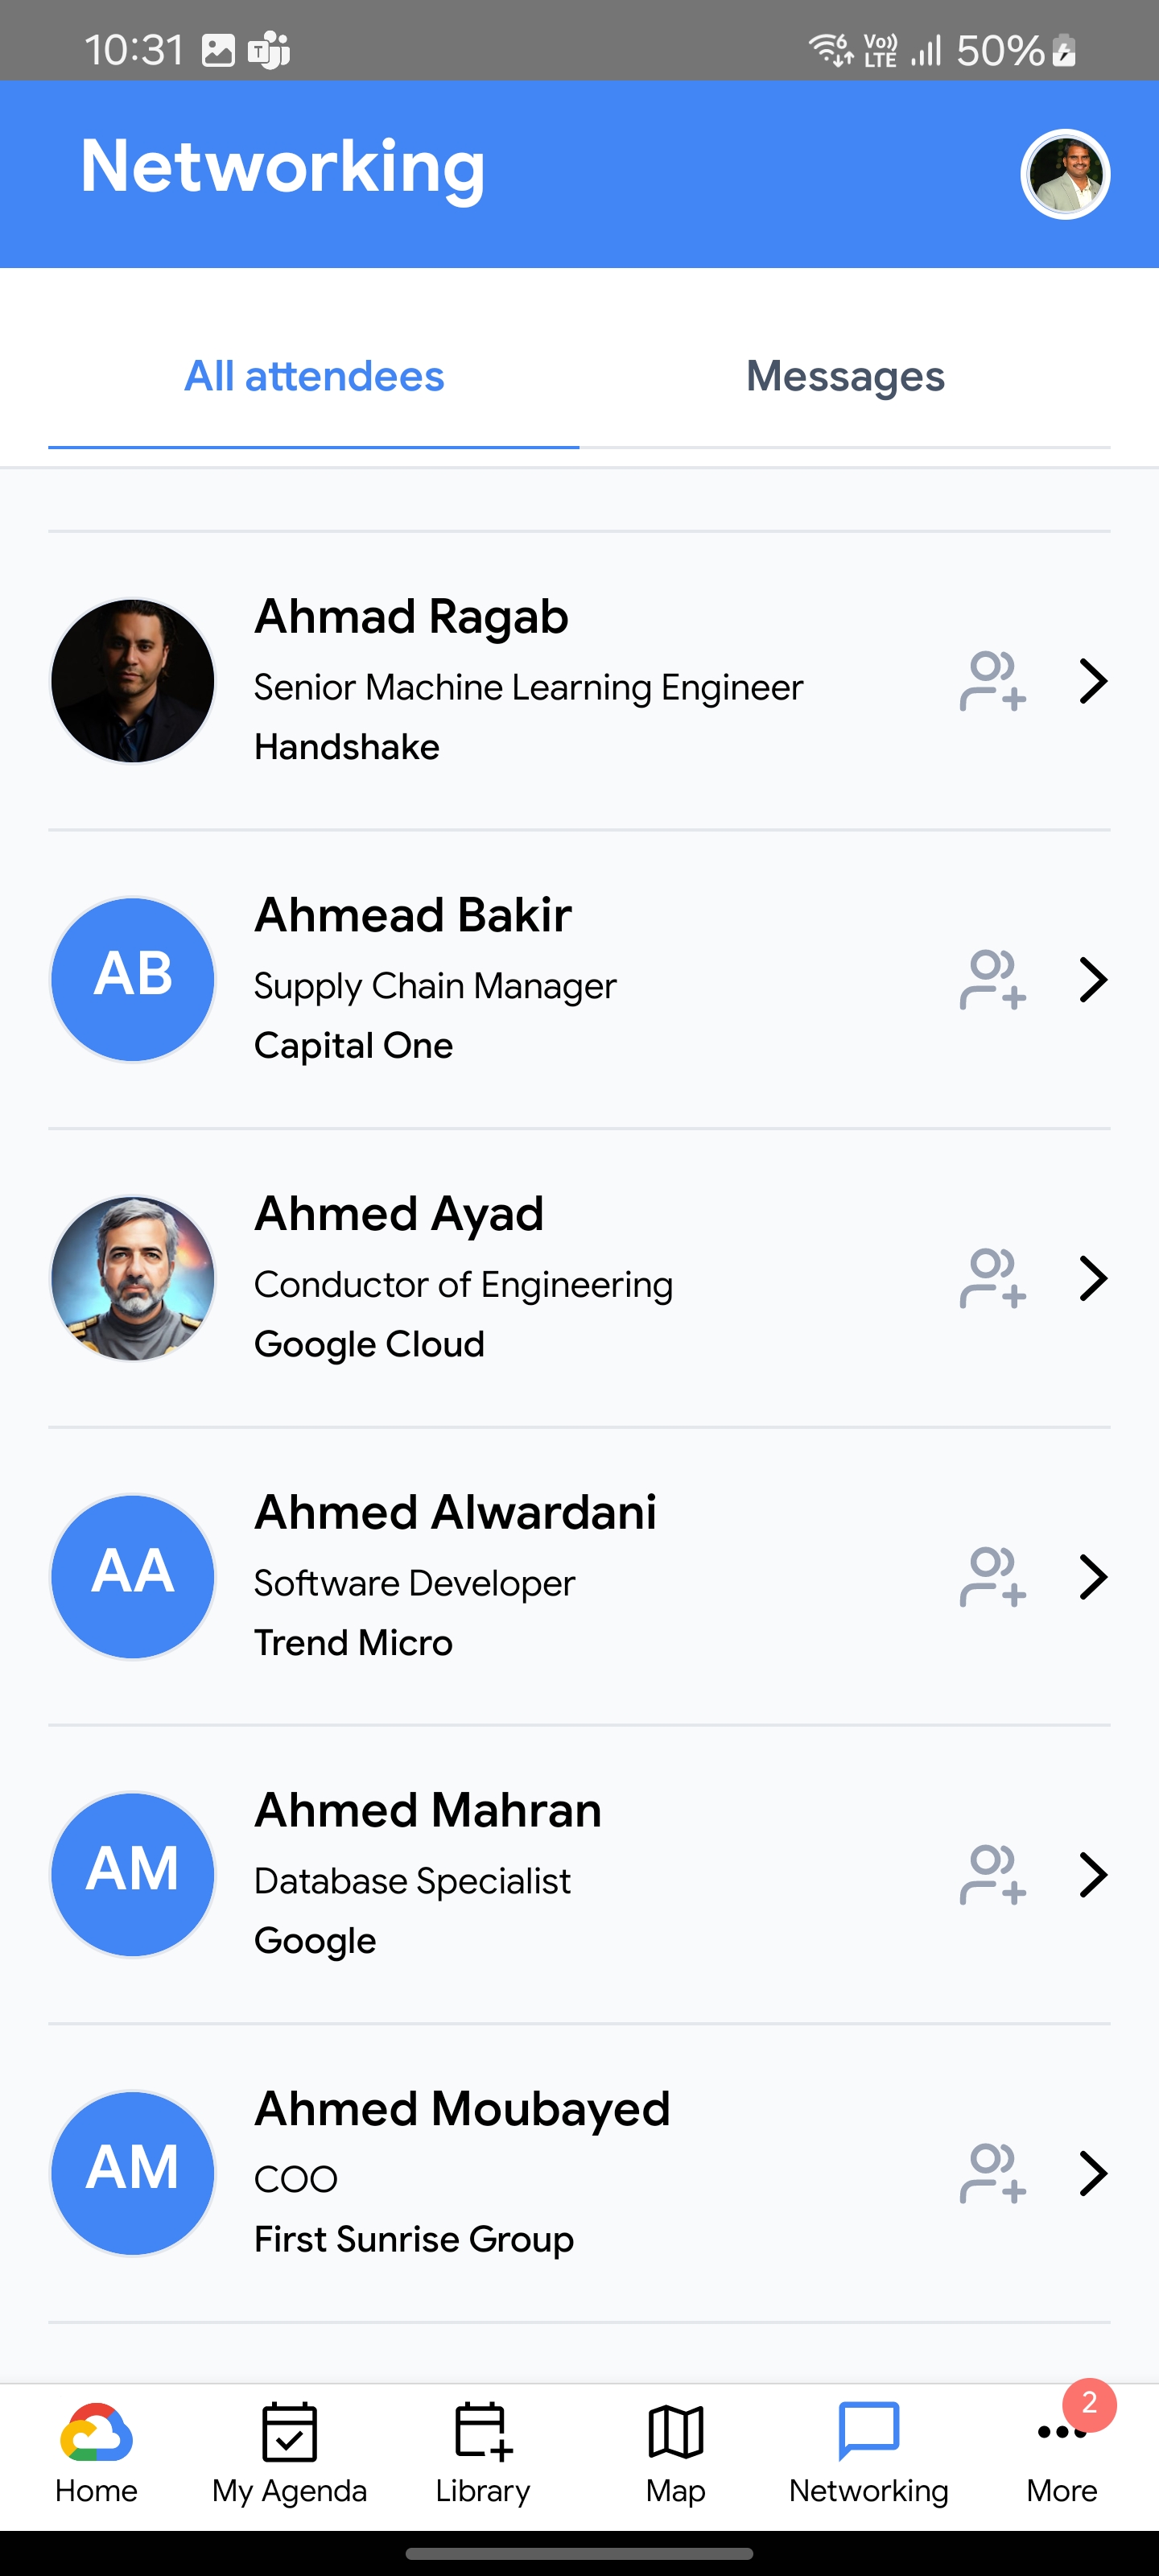 10:31
Vo))
LTE
50%
Networking
All attendees
Messages
Ahmad Ragab
Senior Machine Learning Engineer
Handshake
AB
Ahmead Bakir
Supply Chain Manager
Capital One
Ahmed Ayad
Conductor of Engineering
Google Cloud
AA
Ahmed Alwardani
Software Developer
Trend Micro
AM
Ahmed Mahran
Database Specialist
Google
AM
Ahmed Moubayed
COO
First Sunrise Group
2
Home
My Agenda
Library
Map
Networking
More